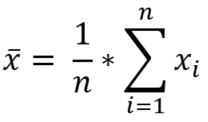 x̄ = 1/n * ∑_{i=1}^{n} x_i